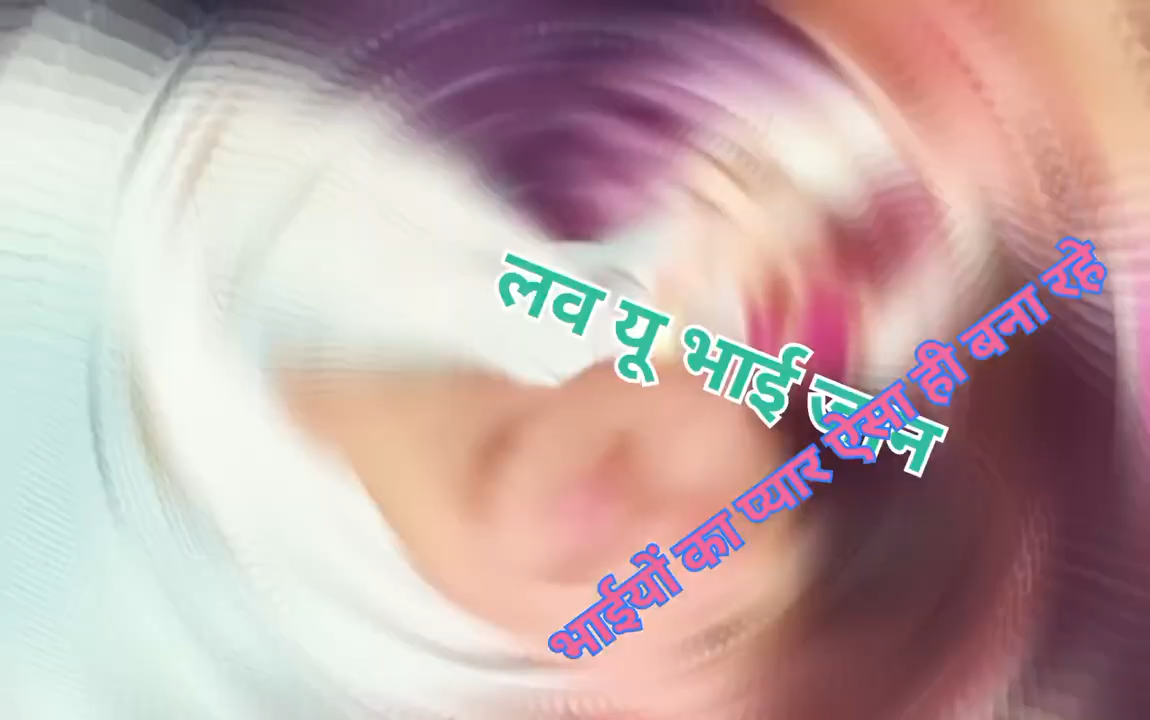 लव यू भाई जान
भाईयों का प्यार ऐसा ही बना रहे